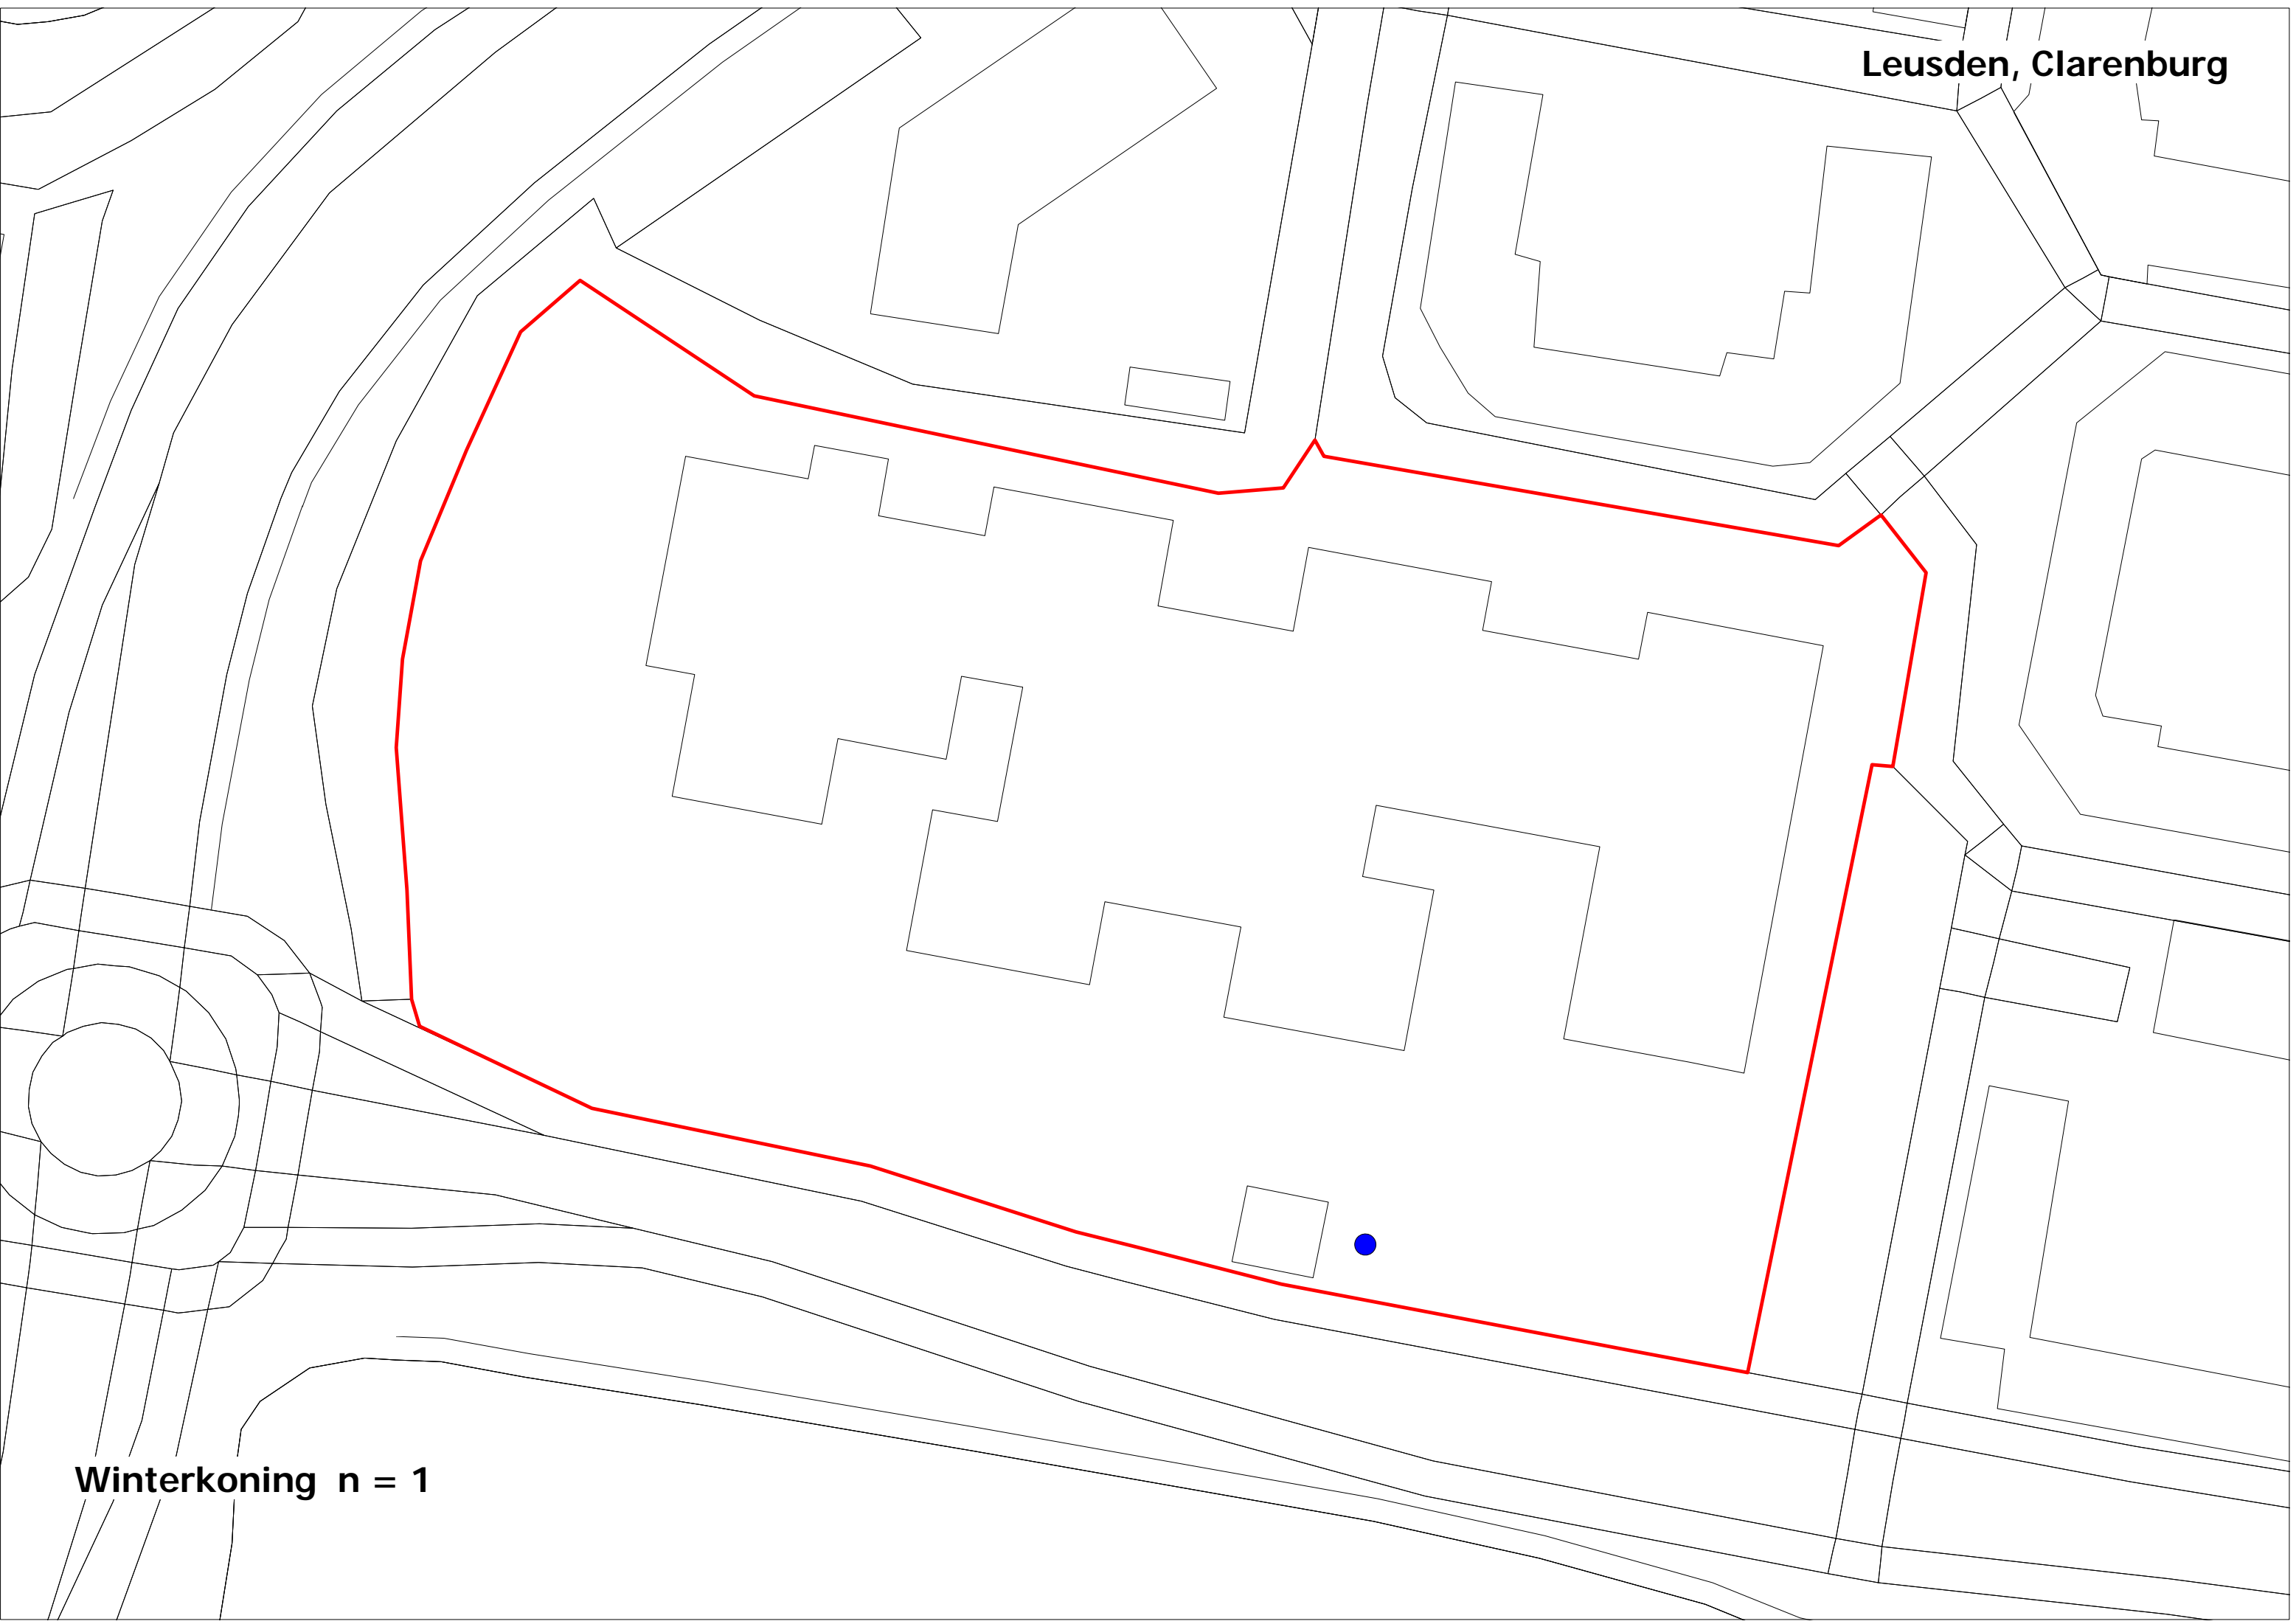 Leusden, Clarenburg
Winterkoning n = 1